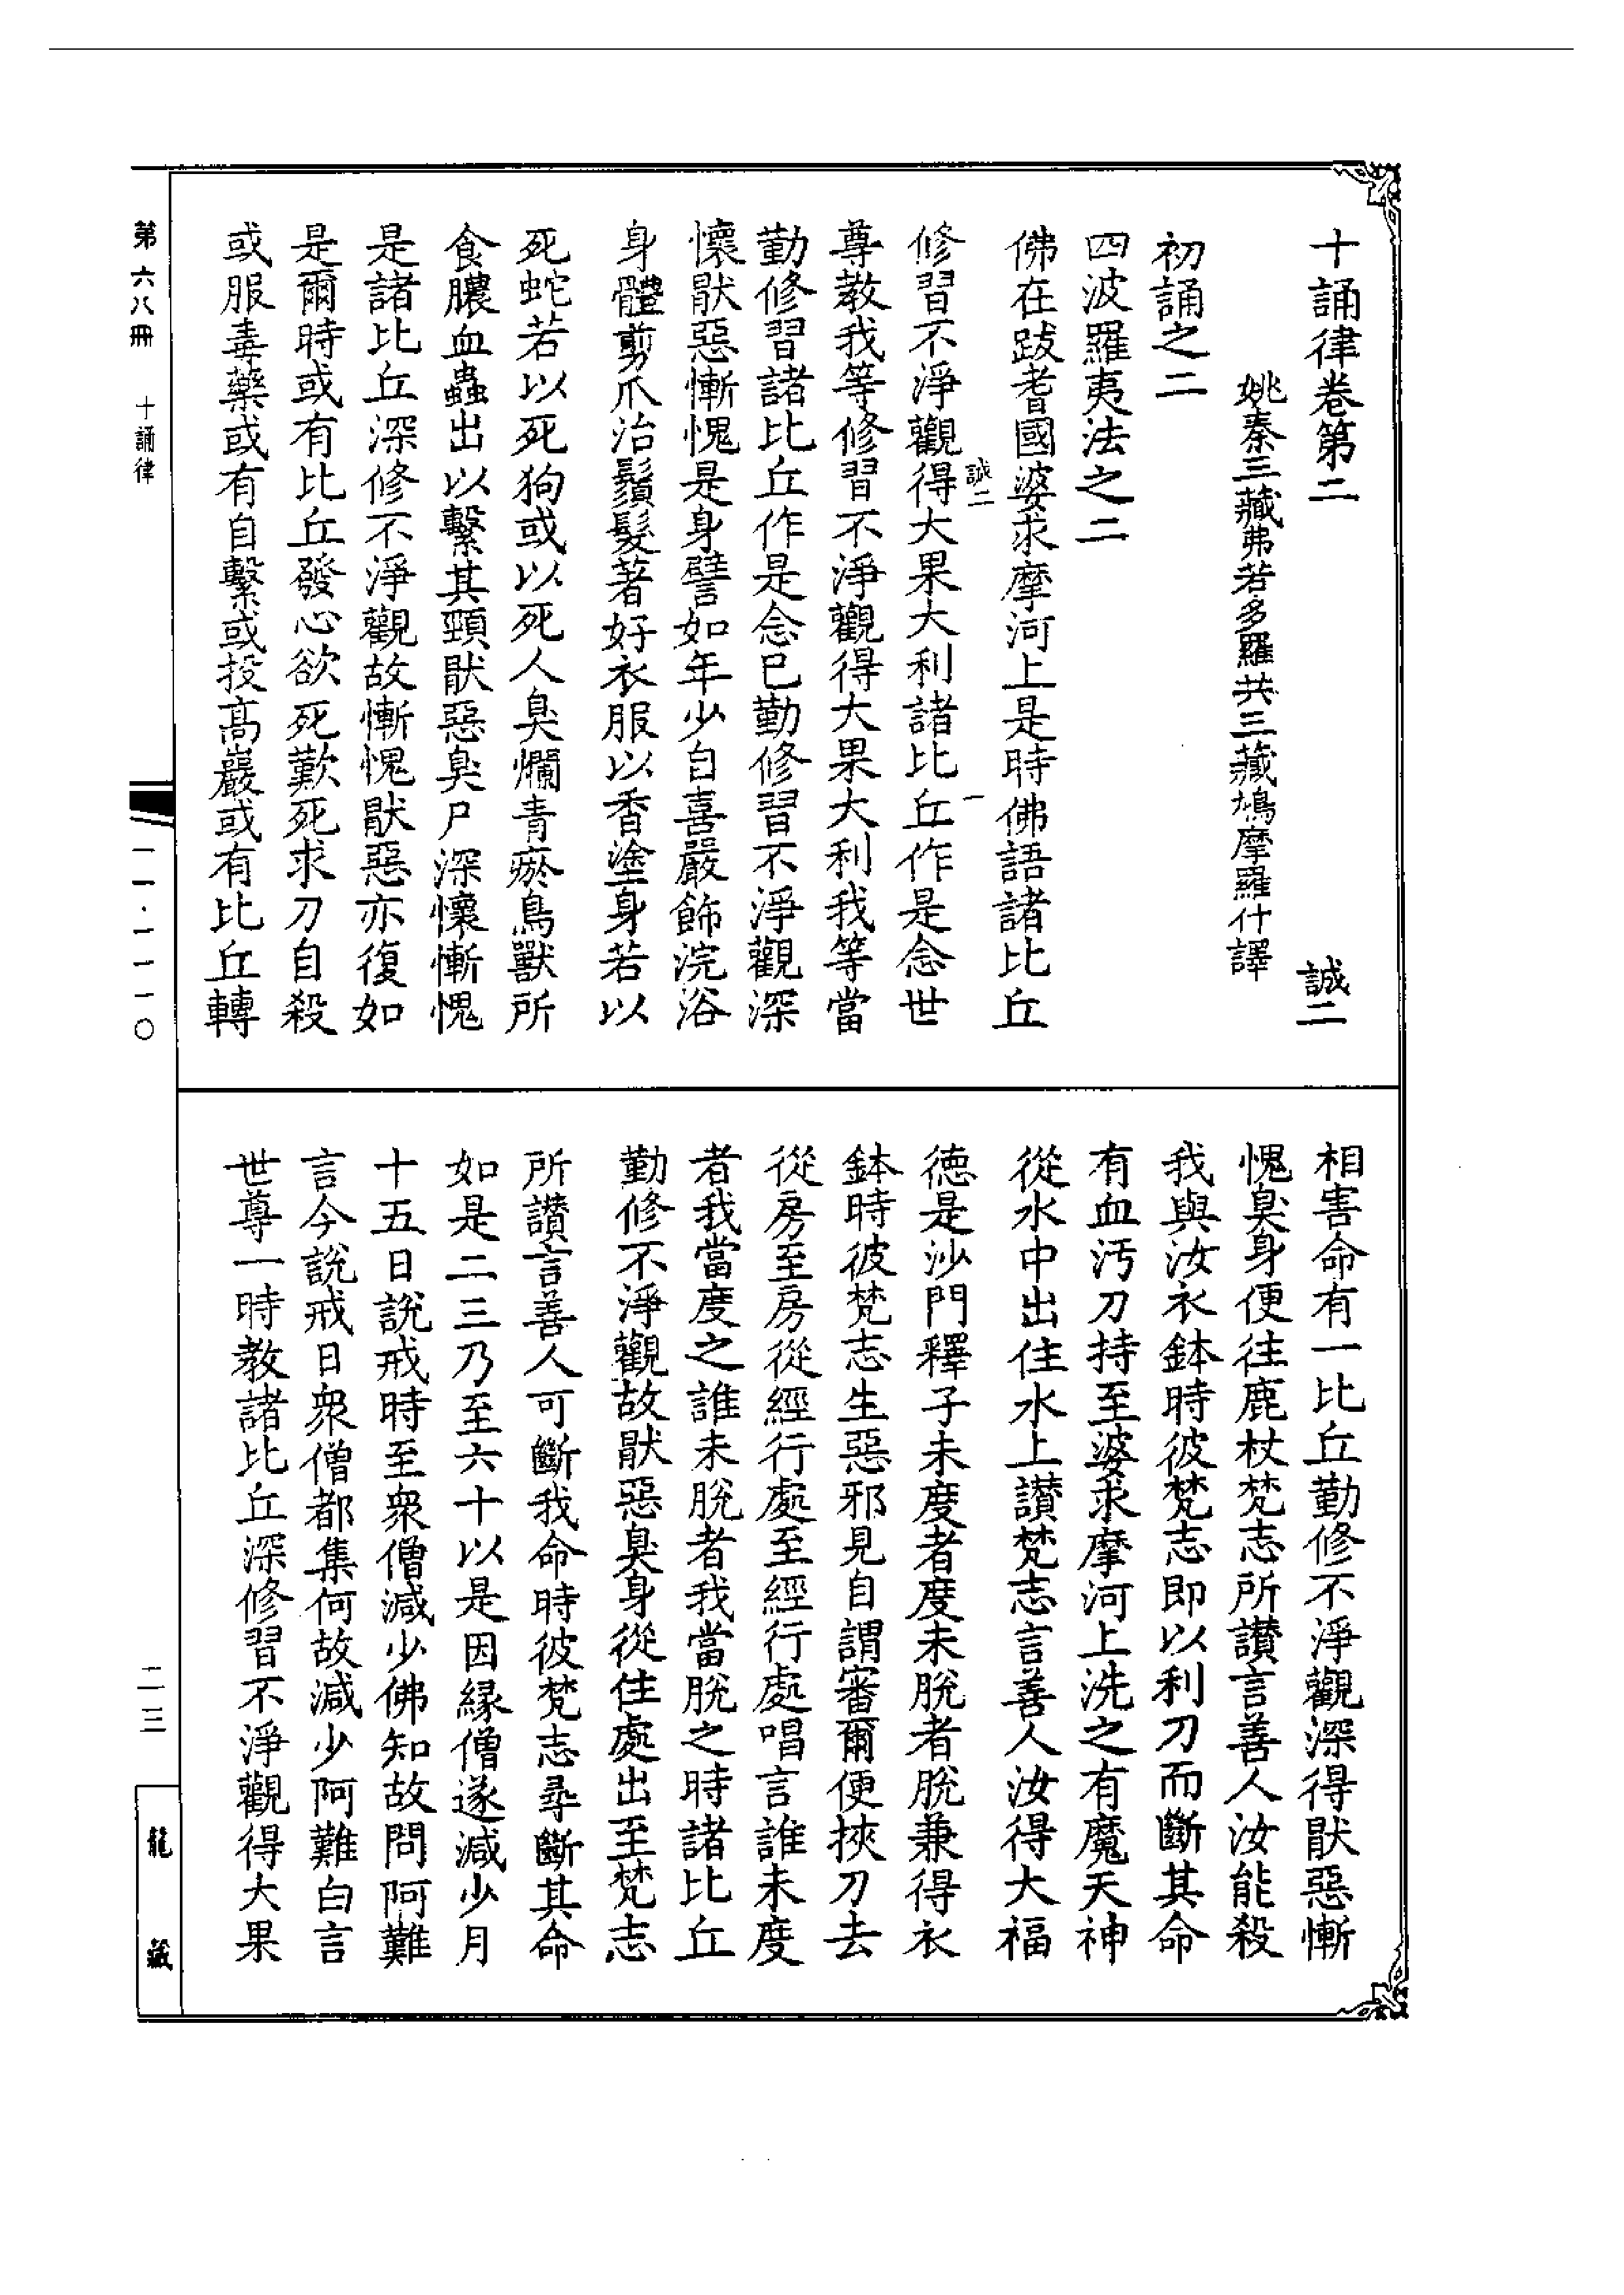 十誦律卷第二　誠二
姚秦三藏弗若多羅共三藏鳩摩羅什譯
初誦之二
四波羅夷法之二
佛在跋耆國婆求摩河上是時佛語諸比丘
修習不淨觀得大果大利諸比丘作是念世
誠二　一
尊教我等修習不淨觀得大果大利我等當
勤修習諸比丘作是念已勤修習不淨觀深
懷猒惡慚愧是身譬如年少自喜嚴飾浣浴
身體剪爪治鬚髮著好衣服以香塗身若以
死蛇若以死狗或以死人臭爛青瘀鳥獸所
食膿血蟲出以繫其頸猒惡臭尸深懷慚愧
是諸比丘深修不淨觀故慚愧猒惡亦復如
是爾時或有比丘發心欲死歎死求刀自殺
或服毒藥或有自繫或投高巖或有比丘轉
相害命有一比丘勤修不淨觀深得猒惡慚
愧臭身便往鹿杖梵志所讃言善人汝能殺
我與汝衣鉢時彼梵志即以利刀而斷其命
有血汚刀持至婆求摩河上洗之有魔天神
從水中出住水上讃梵志言善人汝得大福
德是沙門釋子未度者度未脫者脫兼得衣
鉢時彼梵志生惡邪見自謂審爾便挾刀去
從房至房從經行處至經行處唱言誰未度
者我當度之誰未脫者我當脫之時諸比丘
勤修不淨觀故猒惡臭身從住處出至梵志
所讃言善人可斷我命時彼梵志尋斷其命
如是二三乃至六十以是因縁僧遂減少月
十五日說戒時至衆僧減少佛知故問阿難
言今說戒日衆僧都集何故減少阿難白言
世尊一時教諸比丘深修習不淨觀得大果
第六八冊　十誦律
一一·一一一〇
二三
龍藏